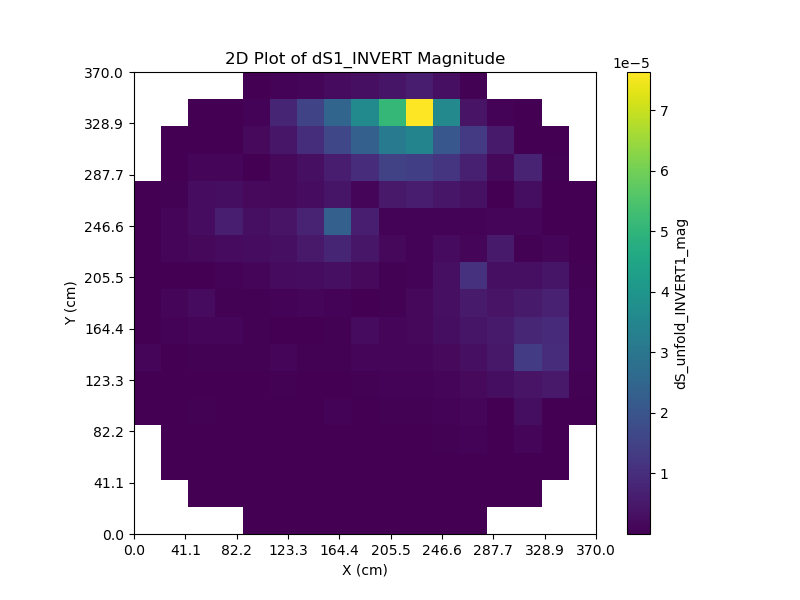 2D Plot of dS1_INVERT Magnitude
1e−5
370.0
328.9
287.7
246.6
205.5
164.4
123.3
82.2
41.1
0.0
Y (cm)
0.0 41.1 82.2 123.3 164.4 205.5 246.6 287.7 328.9 370.0
X (cm)
7
6
5
4
3
2
1
dS_unfold_INVERT1_mag